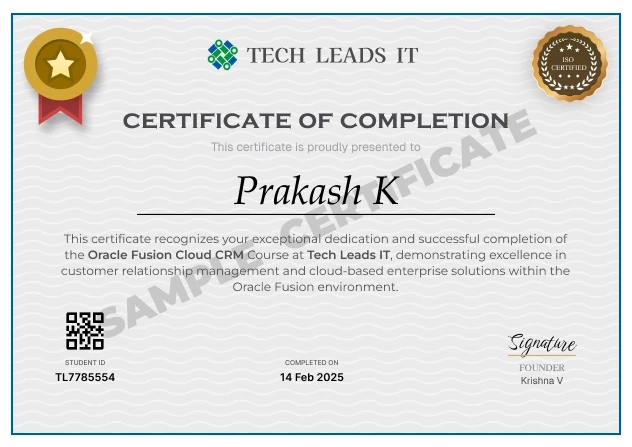 TECH LEADS IT
ISO
CERTIFIED
CERTIFICATE OF COMPLETION
This certificate is proudly presented to
Prakash K
SAMPLE CERTIFICATE
This certificate recognizes your exceptional dedication and successful completion of
the Oracle Fusion Cloud CRM Course at Tech Leads IT, demonstrating excellence in
customer relationship management and cloud-based enterprise solutions within the
Oracle Fusion environment.
STUDENT ID
TL7785554
COMPLETED ON
14 Feb 2025
Signature
FOUNDER
Krishna V